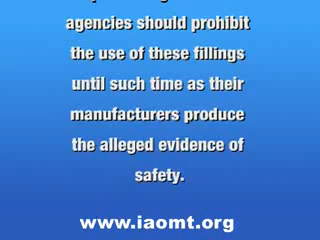 agencies should prohibit
the use of these fillings
until such time as their
manufacturers produce
the alleged evidence of
safety.
www.iaomt.org